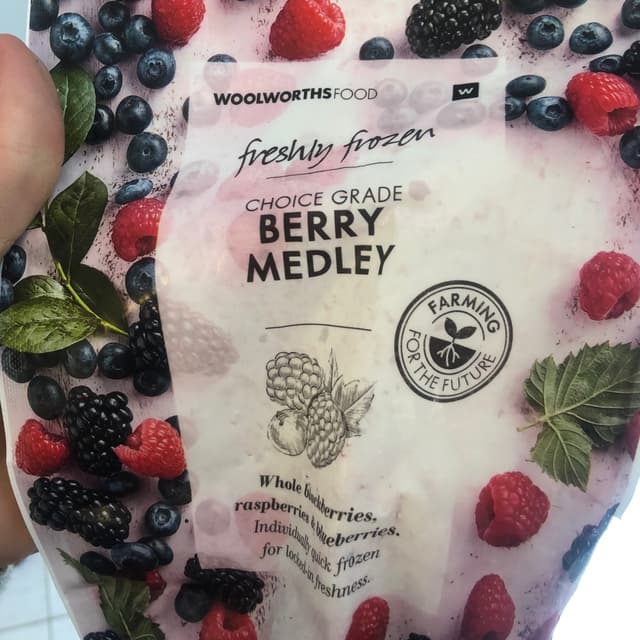 WOOLWORTHSFOOD W
freshly frozen
CHOICE GRADE
BERRY
MEDLEY
FARMING
FOR THE FUTURE
Whole blackberries,
raspberries & blueberries.
Individually quick frozen
for locked-in freshness.